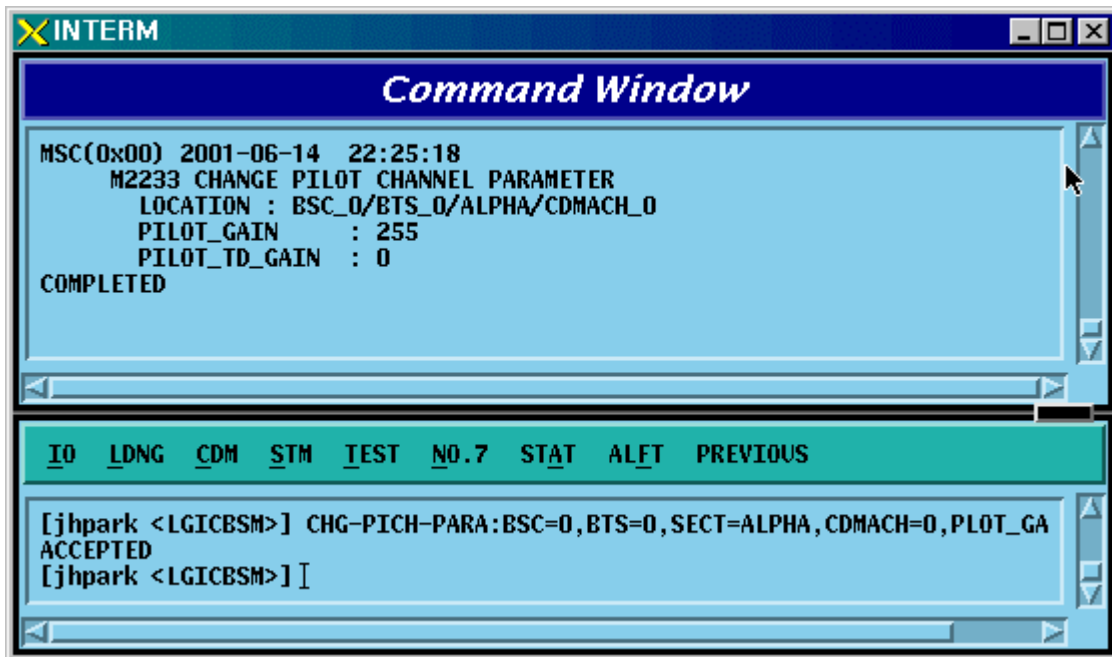 INTERM
Command Window
MSC(0x00) 2001-06-14 22:25:18
M2233 CHANGE PILOT CHANNEL PARAMETER
LOCATION : BSC_0/BTS_0/ALPHA/CDMACH_0
PILOT_GAIN : 255
PILOT_TD_GAIN : 0
COMPLETED
IO LDNG CDM STM TEST NO.7 STAT ALFT PREVIOUS
[jhpark <LGICBSM>] CHG-PICH-PARA:BSC=0,BTS=0,SECT=ALPHA,CDMACH=0,PLOT_GA
ACCEPTED
[jhpark <LGICBSM>]